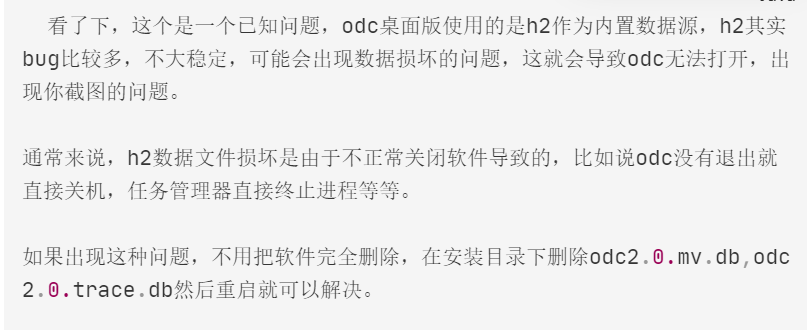 看了下，这个是一个已知问题，odc桌面版使用的是h2作为内置数据源，h2其实
bug比较多，不大稳定，可能会出现数据损坏的问题，这就会导致odc无法打开，出
现你截图的问题。
通常来说，h2数据文件损坏是由于不正常关闭软件导致的，比如说odc没有退出就
直接关机，任务管理器直接终止进程等等。
如果出现这种问题，不用把软件完全删除，在安装目录下删除odc2.0.mv.db,odc
2.0.trace.db然后重启就可以解决。